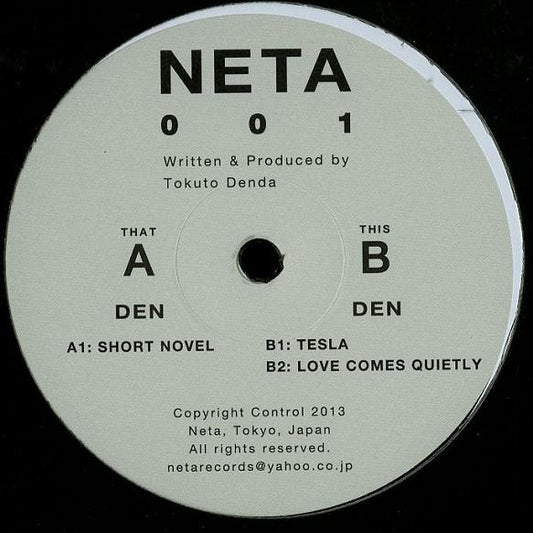 NETA
0 0 1
Written & Produced by
Tokuto Denda
THAT
A
DEN
A1: SHORT NOVEL
THIS
B
DEN
B1: TESLA
B2: LOVE COMES QUIETLY
Copyright Control 2013
Neta, Tokyo, Japan
All rights reserved.
netarecords@yahoo.co.jp